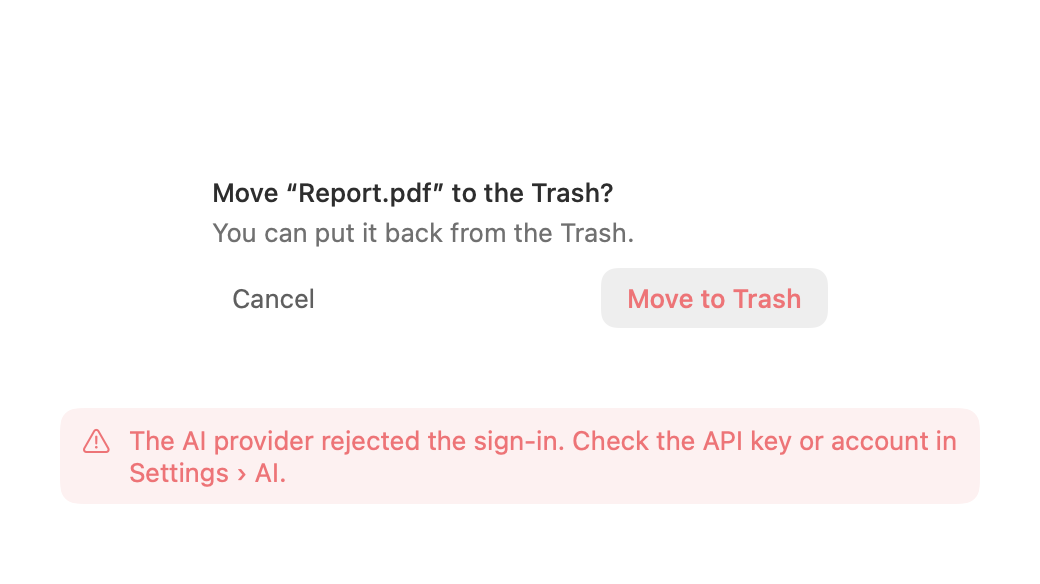 Move “Report.pdf” to the Trash?
You can put it back from the Trash.
Cancel
Move to Trash
The AI provider rejected the sign-in. Check the API key or account in
Settings › AI.